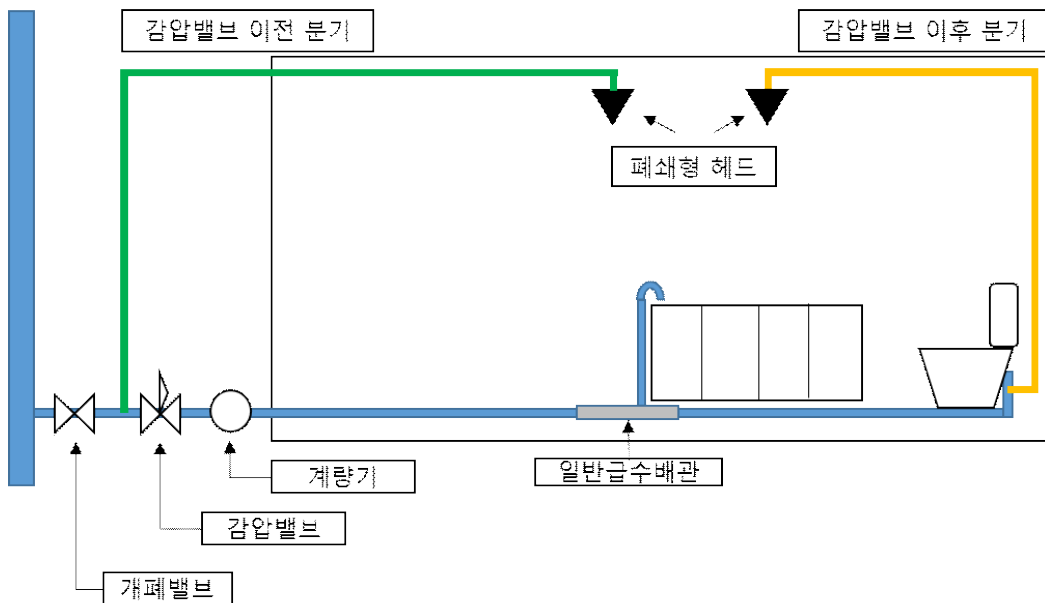 감압밸브 이전 분기
감압밸브 이후 분기
폐쇄형 헤드
일반급수배관
계량기
감압밸브
개폐밸브